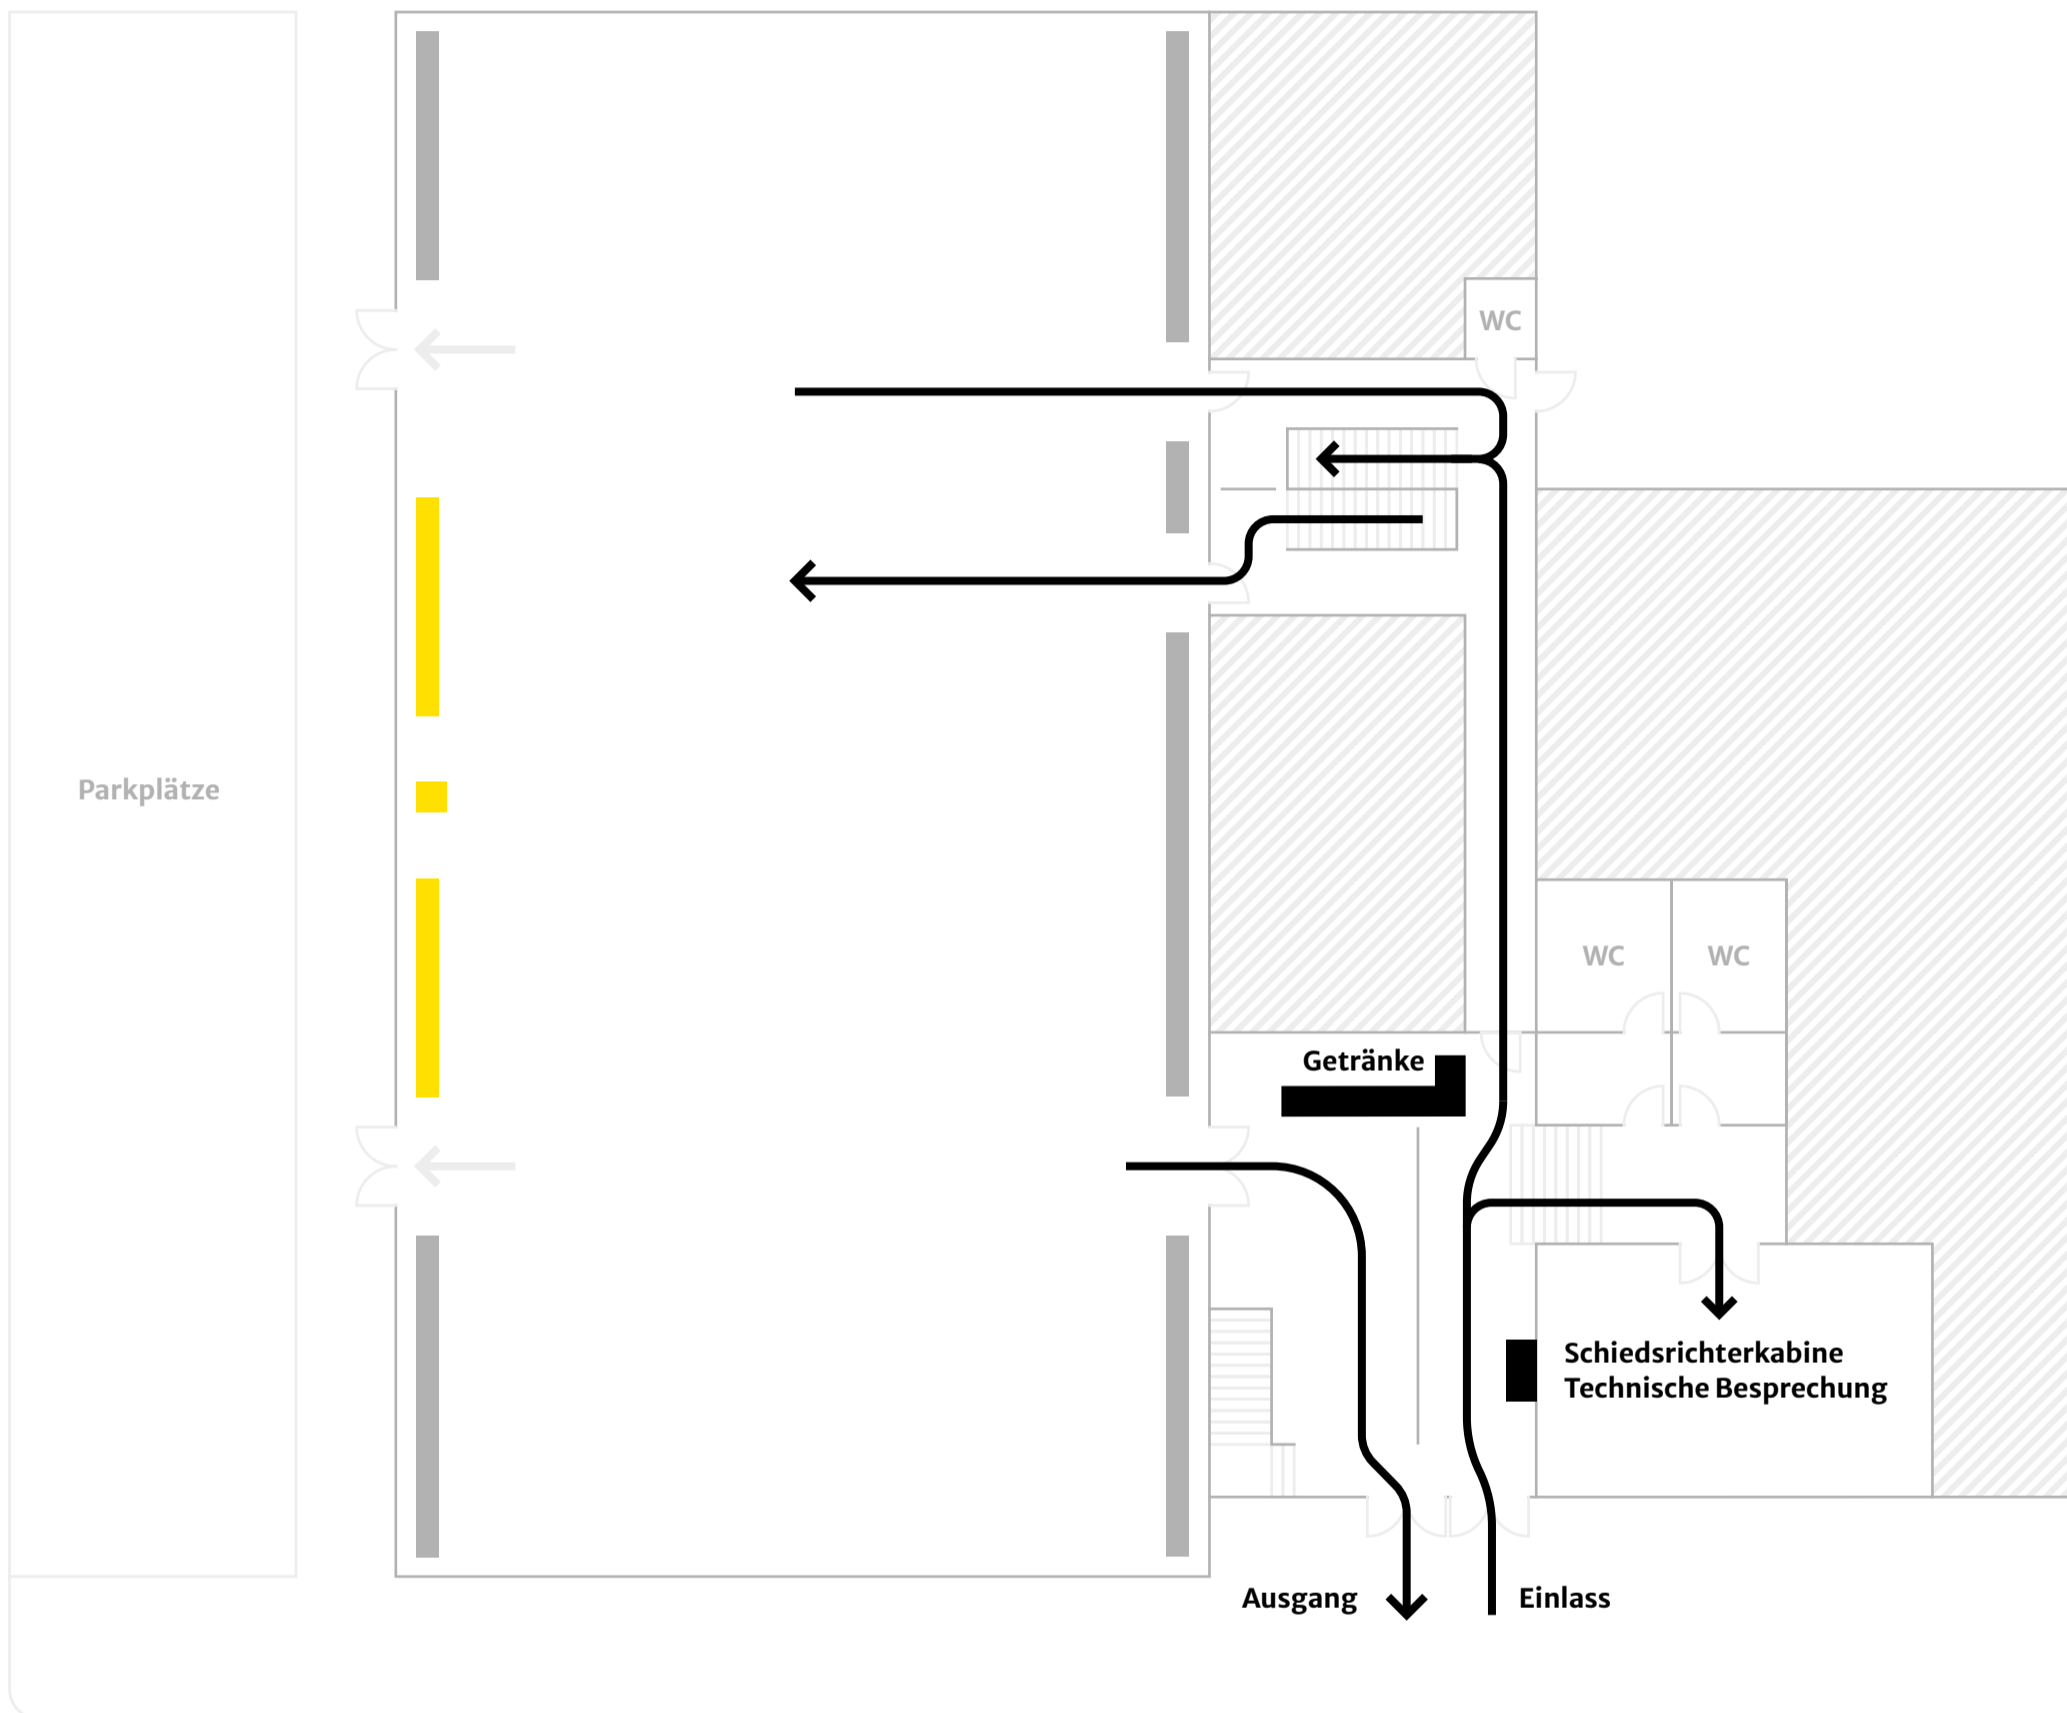 WC
Parkplätze
WC
WC
Getränke
Schiedsrichterkabine
Technische Besprechung
Ausgang
Einlass